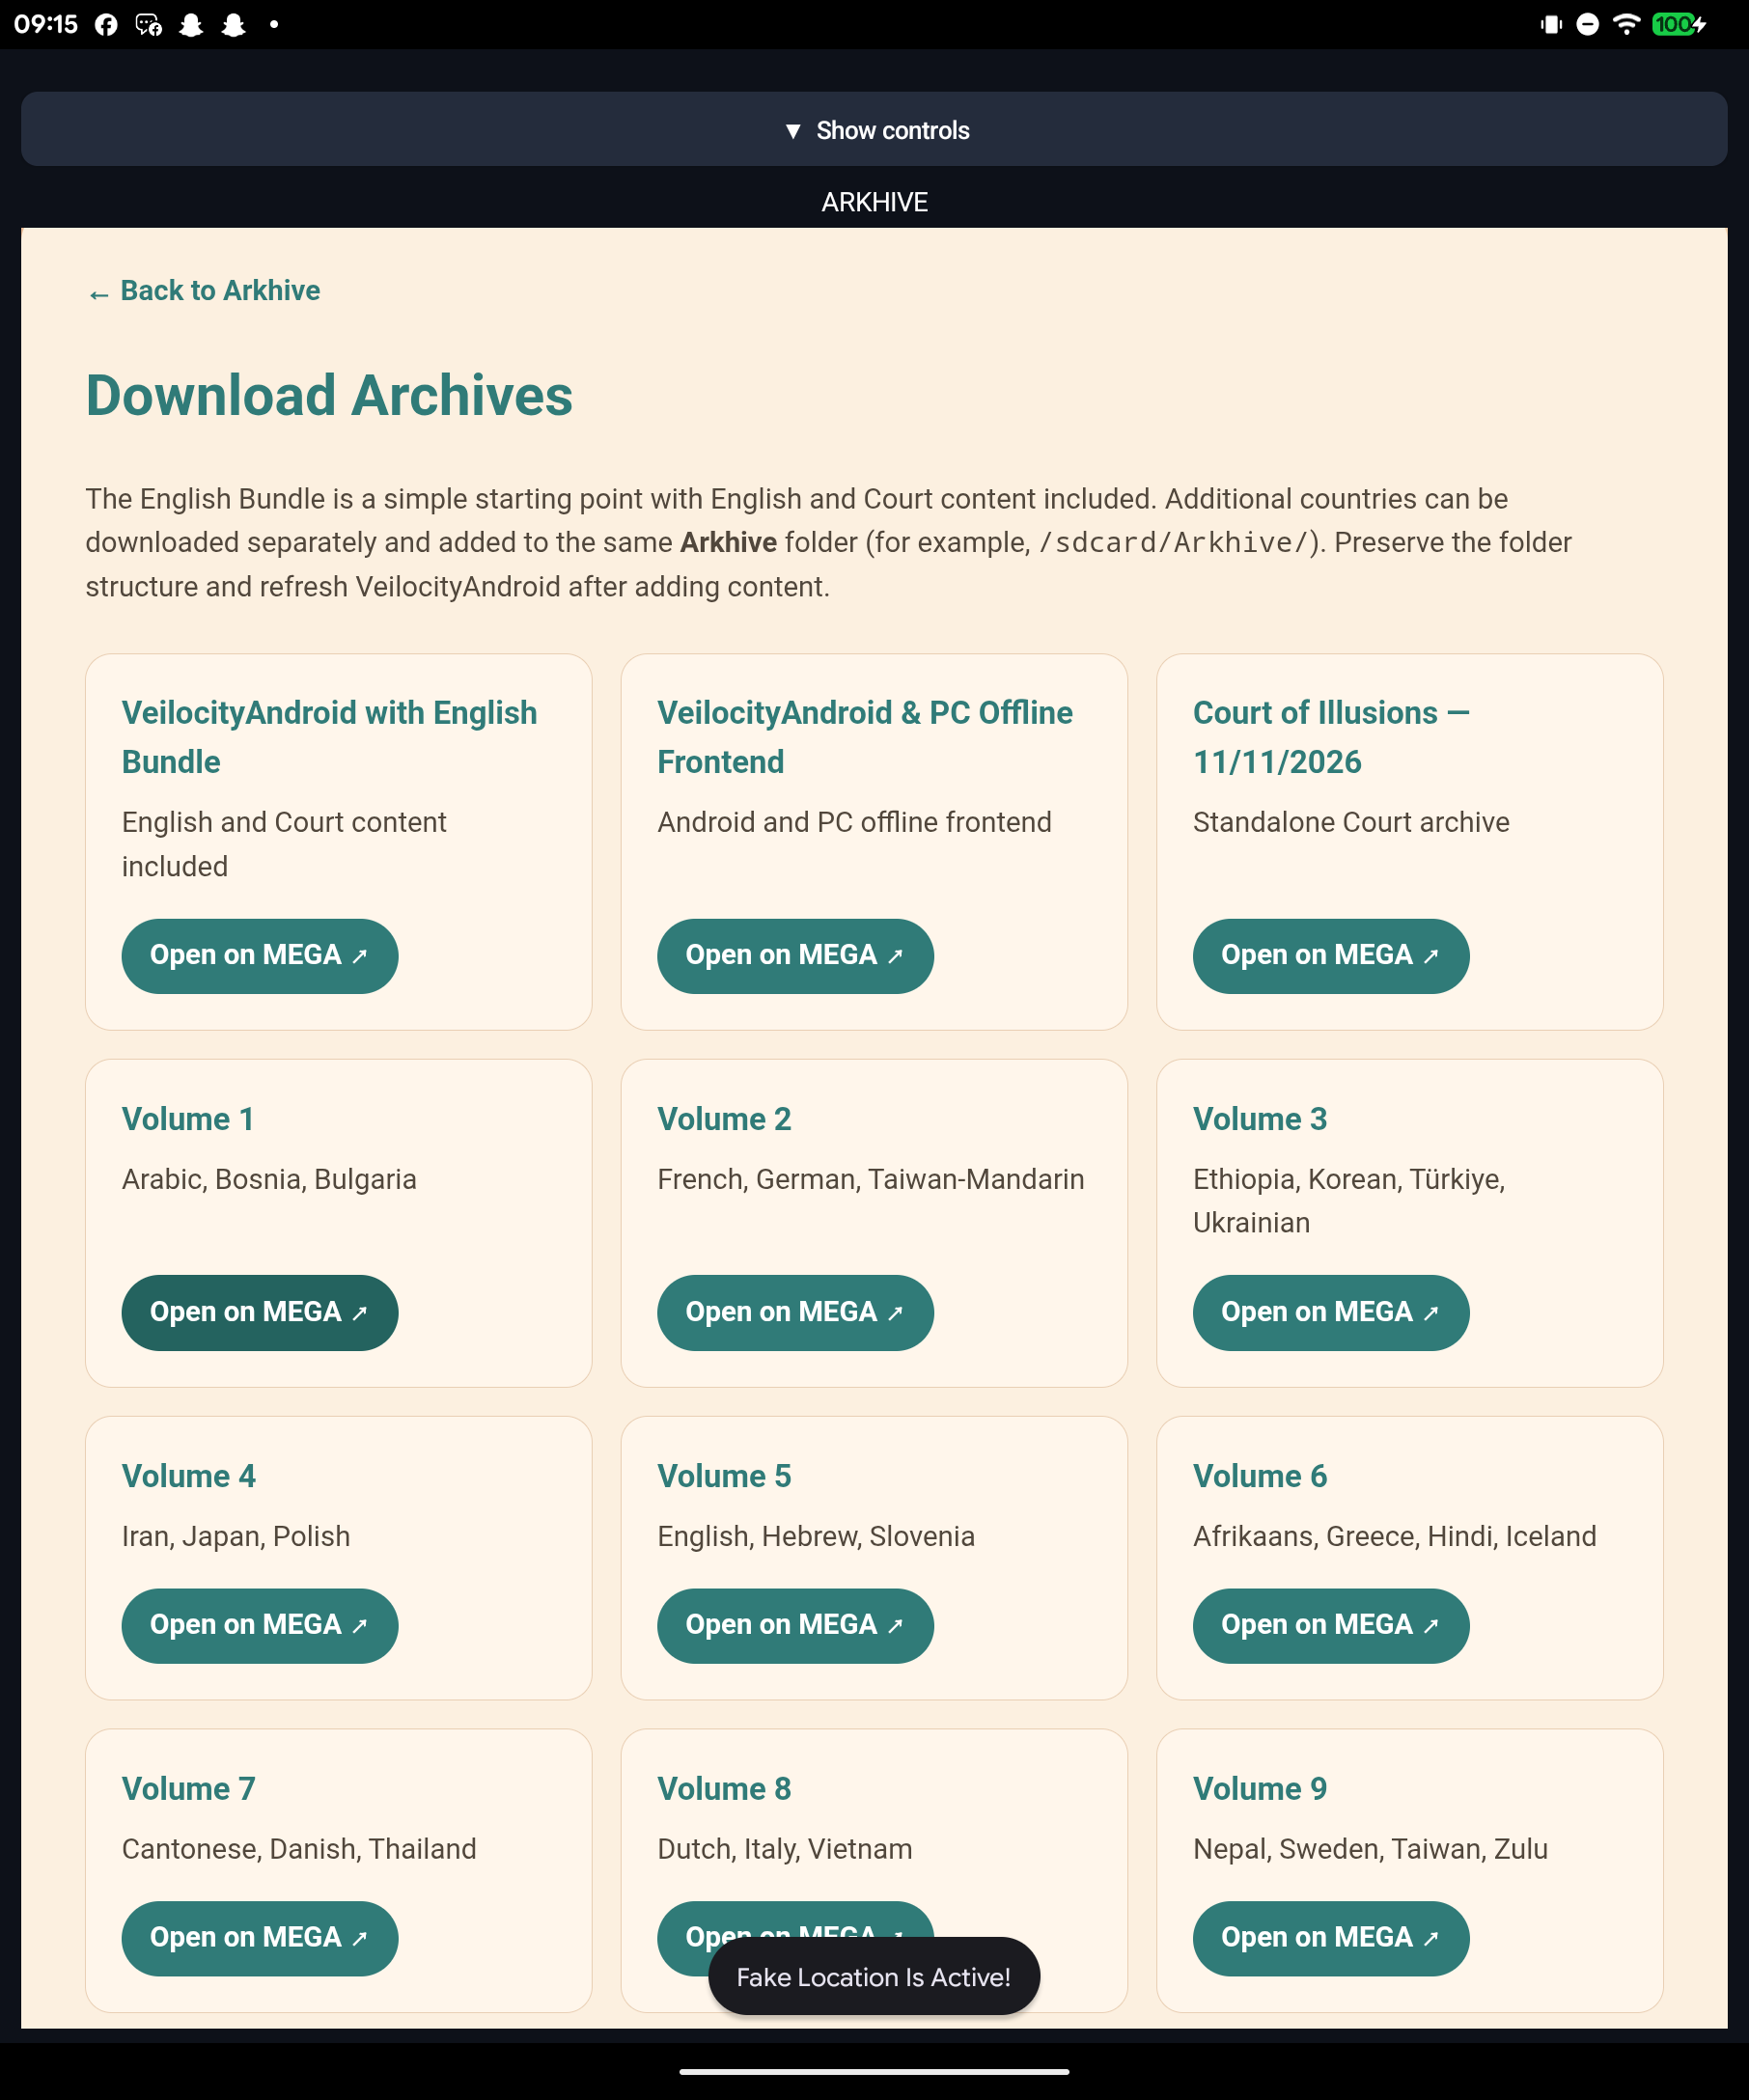 09:15
100
▼ Show controls
ARKHIVE
← Back to Arkhive
Download Archives
The English Bundle is a simple starting point with English and Court content included. Additional countries can be
downloaded separately and added to the same Arkhive folder (for example, /sdcard/Arkhive/). Preserve the folder
structure and refresh VeilocityAndroid after adding content.
VeilocityAndroid with English
Bundle
English and Court content
included
Open on MEGA ↗
VeilocityAndroid & PC Offline
Frontend
Android and PC offline frontend
Open on MEGA ↗
Court of Illusions —
11/11/2026
Standalone Court archive
Open on MEGA ↗
Volume 1
Arabic, Bosnia, Bulgaria
Open on MEGA ↗
Volume 2
French, German, Taiwan-Mandarin
Open on MEGA ↗
Volume 3
Ethiopia, Korean, Türkiye,
Ukrainian
Open on MEGA ↗
Volume 4
Iran, Japan, Polish
Open on MEGA ↗
Volume 5
English, Hebrew, Slovenia
Open on MEGA ↗
Volume 6
Afrikaans, Greece, Hindi, Iceland
Open on MEGA ↗
Volume 7
Cantonese, Danish, Thailand
Open on MEGA ↗
Volume 8
Dutch, Italy, Vietnam
Open on MEGA ↗
Volume 9
Nepal, Sweden, Taiwan, Zulu
Open on MEGA ↗
Fake Location Is Active!